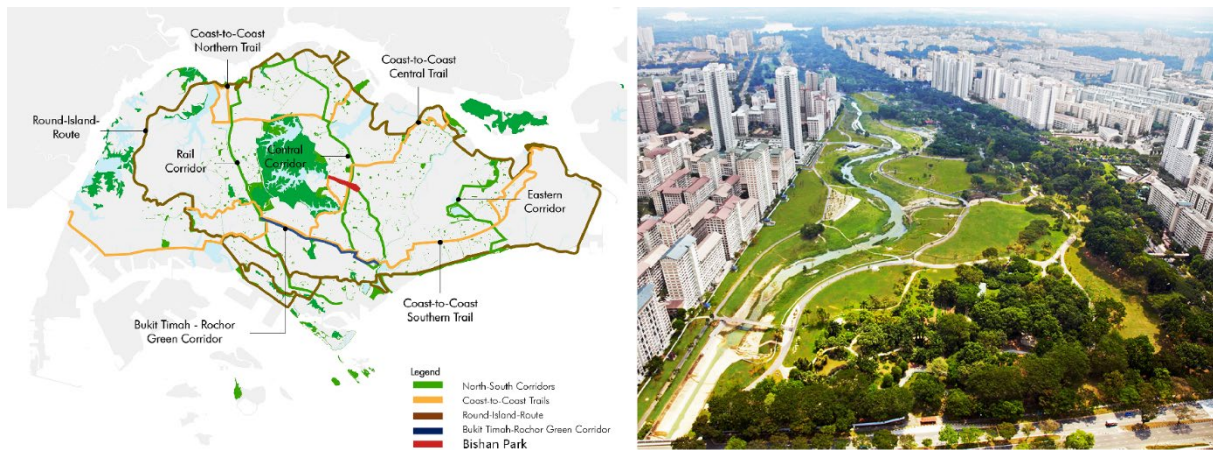 Coast-to-Coast
Northern Trail
Coast-to-Coast
Central Trail
Round-Island-
Route
Rail
Corridor
Central
Corridor
Eastern
Corridor
Coast-to-Coast
Southern Trail
Bukit Timah - Rochor
Green Corridor
Legend
North-South Corridors
Coast-to-Coast Trails
Round-Island-Route
Bukit Timah-Rochor Green Corridor
Bishan Park